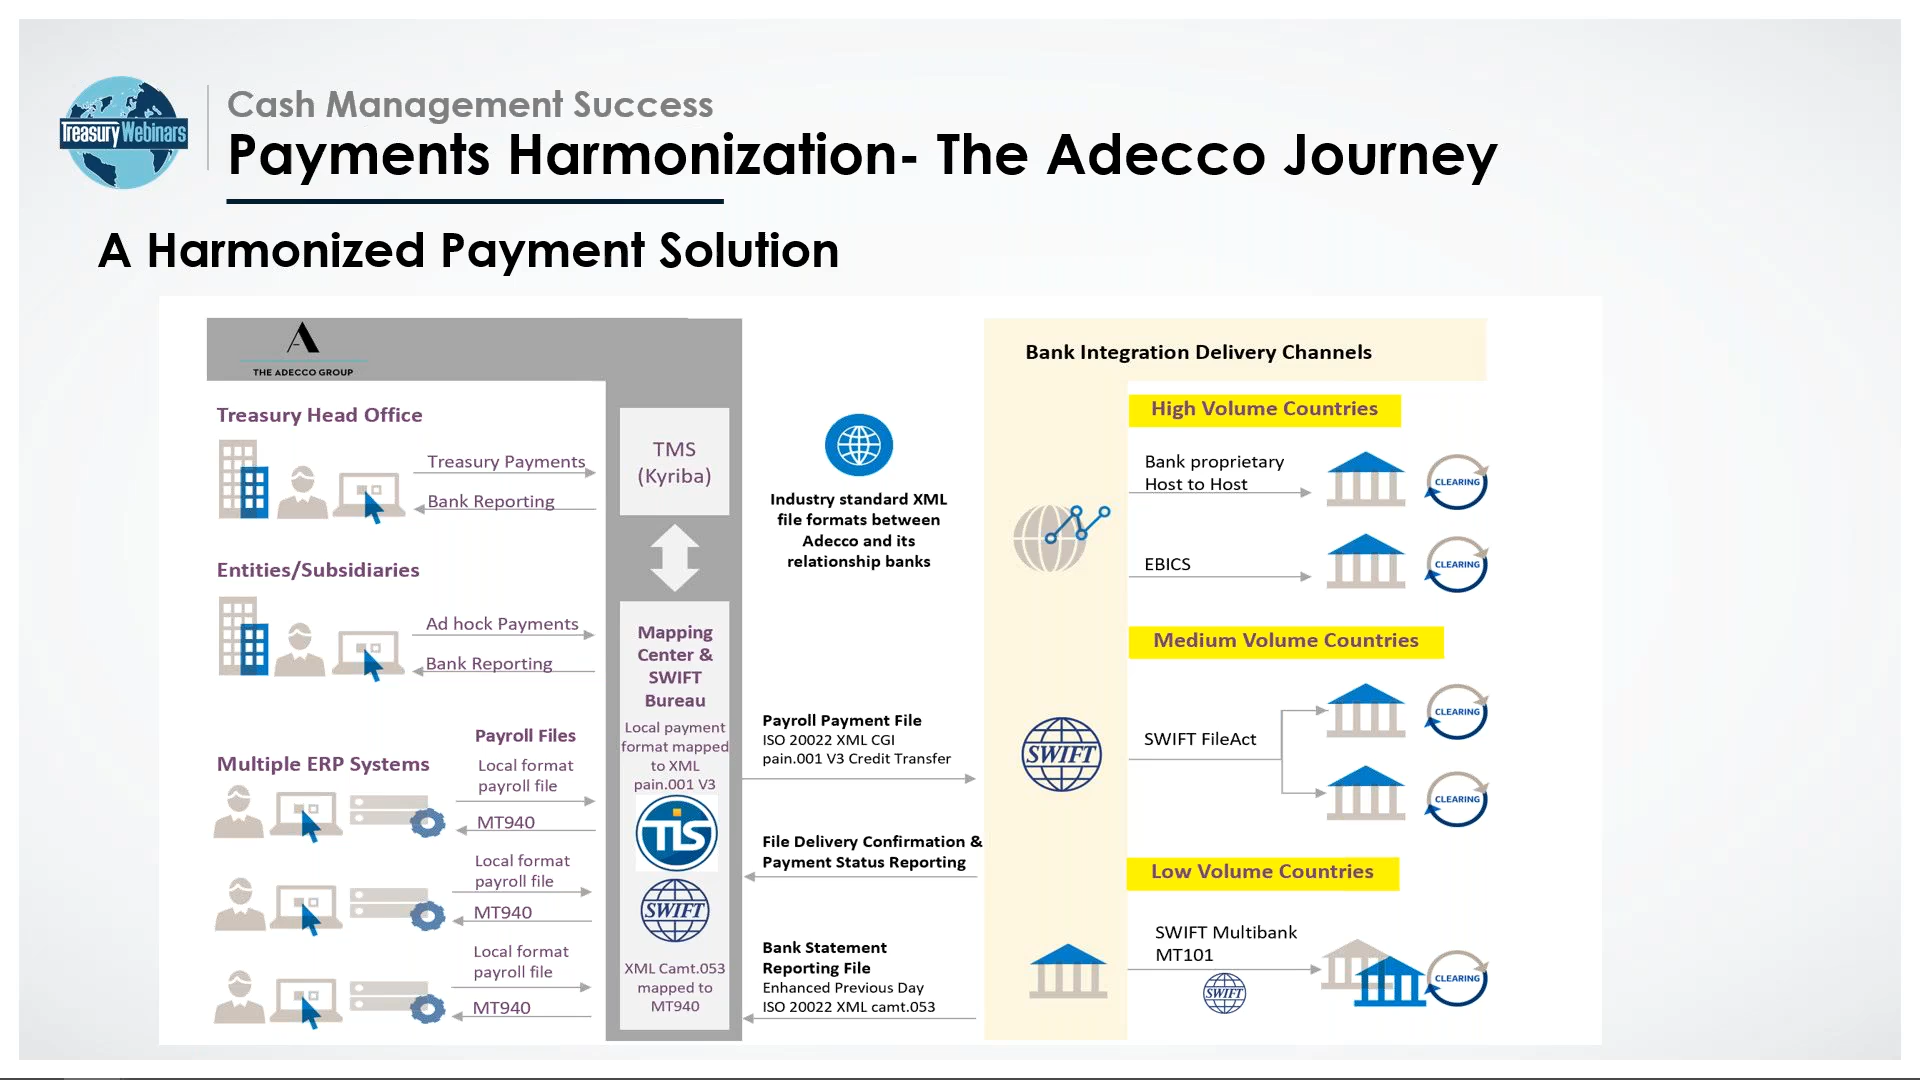 Treasury Webinars
Cash Management Success
Payments Harmonization- The Adecco Journey
A Harmonized Payment Solution
A
THE ADECCO GROUP
Treasury Head Office
Treasury Payments
Bank Reporting
Entities/Subsidiaries
Ad hock Payments
Bank Reporting
Payroll Files
Multiple ERP Systems
Local format
payroll file
MT940
Local format
payroll file
MT940
Local format
payroll file
MT940
TMS
(Kyriba)
Mapping
Center &
SWIFT
Bureau
Local payment
format mapped
to XML
pain.001 V3
TIS
SWIFT
XML Camt.053
mapped to
MT940
Industry standard XML
file formats between
Adecco and its
relationship banks
Payroll Payment File
ISO 20022 XML CGI
pain.001 V3 Credit Transfer
File Delivery Confirmation &
Payment Status Reporting
Bank Statement
Reporting File
Enhanced Previous Day
ISO 20022 XML camt.053
Bank Integration Delivery Channels
SWIFT
High Volume Countries
Bank proprietary
Host to Host
CLEARING
EBICS
CLEARING
Medium Volume Countries
SWIFT FileAct
CLEARING
CLEARING
Low Volume Countries
SWIFT Multibank
MT101
SWIFT
CLEARING